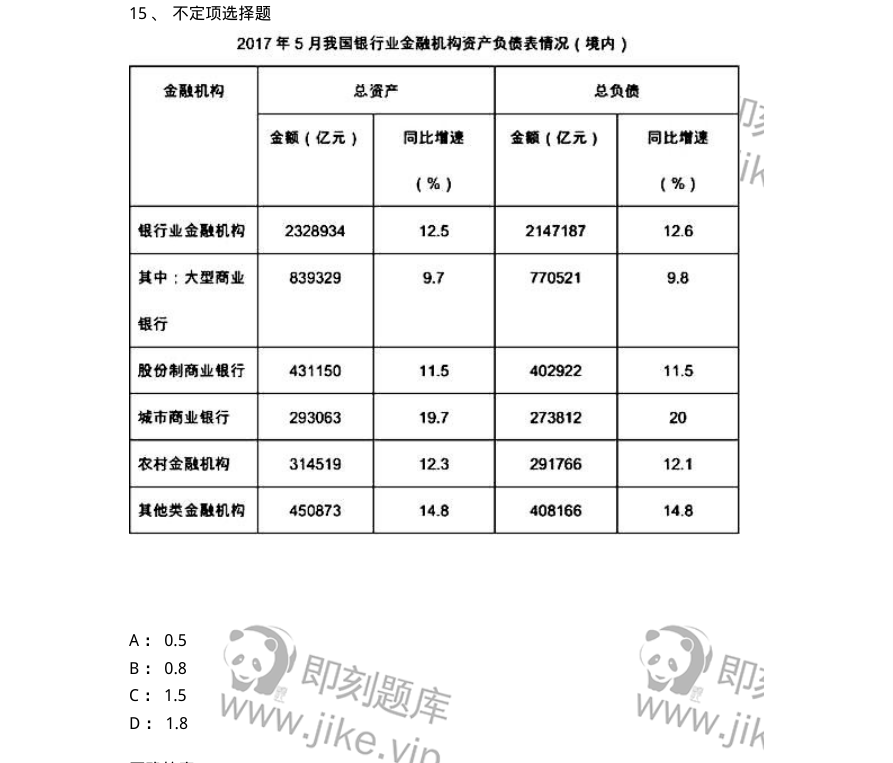 15 、 不定项选择题
2017 年 5 月我国银行业金融机构资产负债表情况 ( 境内 )
金融机构 总资产 总负债
金额 ( 亿元 ) 同比增速 金额 ( 亿元 ) 同比增速
( % ) ( % )
银行业金融机构 2328934 12.5 2147187 12.6
其中 : 大型商业 839329 9.7 770521 9.8
银行
股份制商业银行 431150 11.5 402922 11.5
城市商业银行 293063 19.7 273812 20
农村金融机构 314519 12.3 291766 12.1
其他类金融机构 450873 14.8 408166 14.8
A： 0.5
B： 0.8
C： 1.5
D： 1.8
即刻题库
www.jike.vip